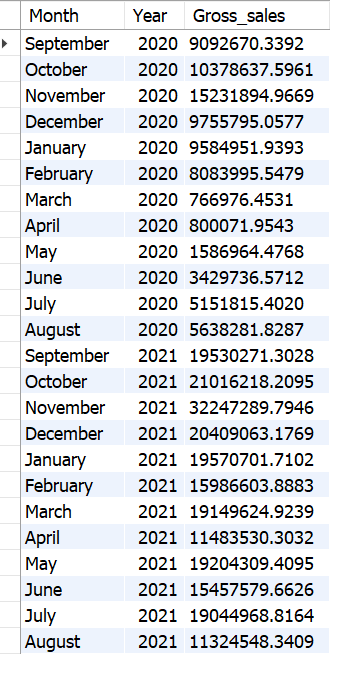 Month Year Gross_sales
September 2020 9092670.3392
October 2020 10378637.5961
November 2020 15231894.9669
December 2020 9755795.0577
January 2020 9584951.9393
February 2020 8083995.5479
March 2020 766976.4531
April 2020 800071.9543
May 2020 1586964.4768
June 2020 3429736.5712
July 2020 5151815.4020
August 2020 5638281.8287
September 2021 19530271.3028
October 2021 21016218.2095
November 2021 32247289.7946
December 2021 20409063.1769
January 2021 19570701.7102
February 2021 15986603.8883
March 2021 19149624.9239
April 2021 11483530.3032
May 2021 19204309.4095
June 2021 15457579.6626
July 2021 19044968.8164
August 2021 11324548.3409